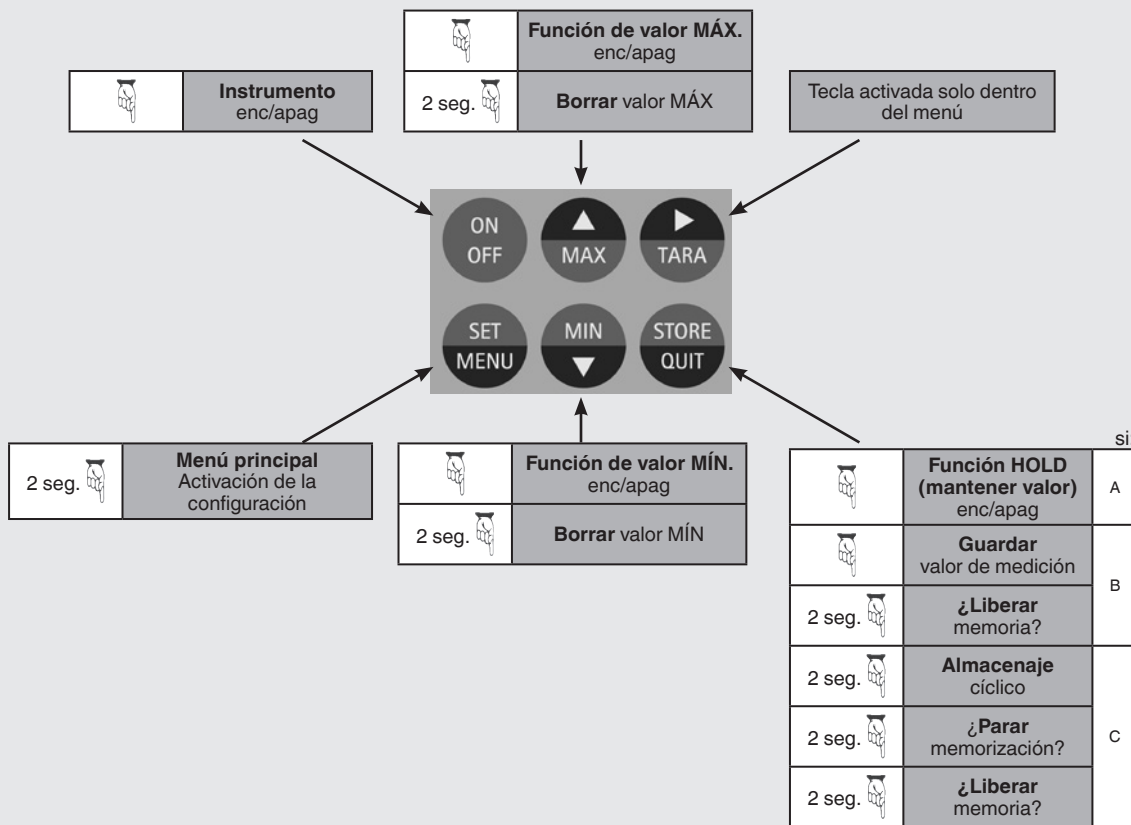 Función de valor MÁX.
enc/apag
2 seg.
Borrar valor MÁX
Instrumento
enc/apag
Tecla activada solo dentro
del menú
ON
OFF
MAX
TARA
SET
MENU
MIN
STORE
QUIT
2 seg.
Menú principal
Activación de la
configuración
Función de valor MÍN.
enc/apag
2 seg.
Borrar valor MÍN
si
Función HOLD
(mantener valor)
enc/apag
A
Guardar
valor de medición
B
2 seg.
¿Liberar
memoria?
2 seg.
Almacenaje
cíclico
2 seg.
¿Parar
memorización?
C
2 seg.
¿Liberar
memoria?